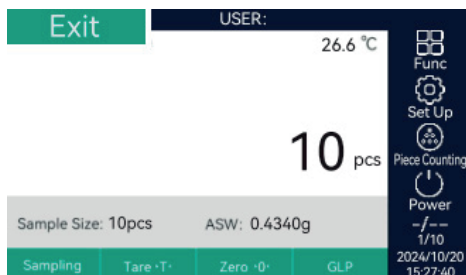 Exit
USER:
26.6 °C
10 pcs
Sample Size: 10pcs ASW: 0.4340g
Sampling Tare ·T· Zero ·0· GLP
Func
Set Up
Piece Counting
Power
-/--
1/10
2024/10/20
15:27:40